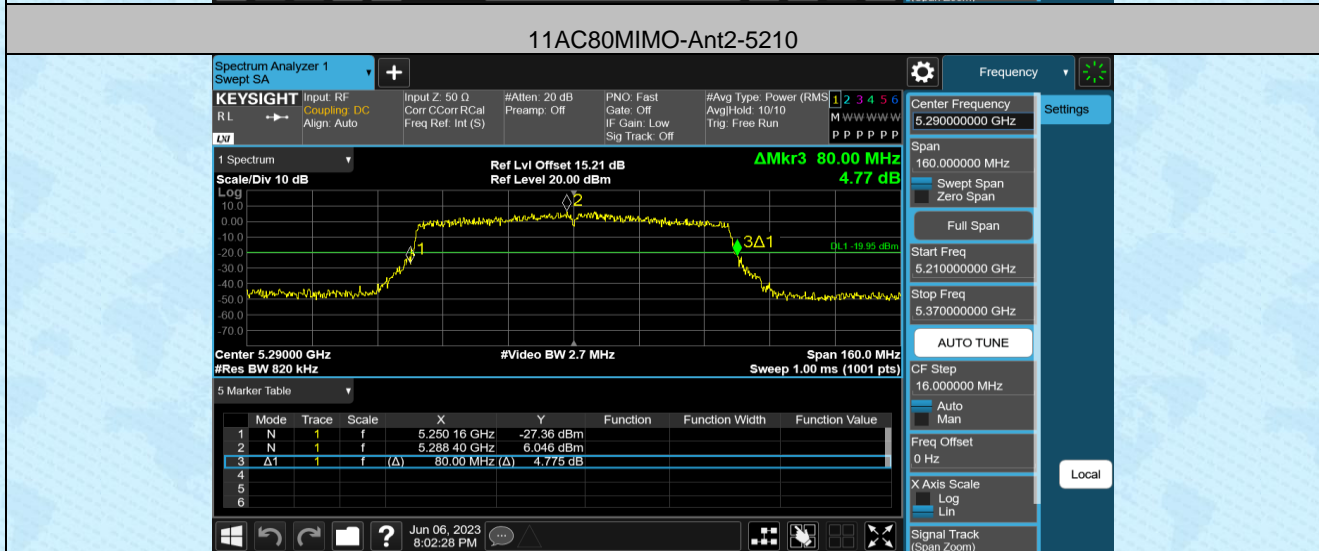 (Span Zoom)
11AC80MIMO-Ant2-5210
Spectrum Analyzer 1
Swept SA
+
Frequency
KEYSIGHT
RL
LXI
Input: RF
Coupling: DC
Align: Auto
Input Z: 50 Ω
Corr CCorr RCal
Freq Ref: Int (S)
#Atten: 20 dB
Preamp: Off
PNO: Fast
Gate: Off
IF Gain: Low
Sig Track: Off
#Avg Type: Power (RMS
Avg|Hold: 10/10
Trig: Free Run
1 2 3 4 5 6
M W W W W W
P P P P P P
Center Frequency
5.290000000 GHz
Settings
Span
160.000000 MHz
Swept Span
Zero Span
Full Span
Start Freq
5.210000000 GHz
Stop Freq
5.370000000 GHz
AUTO TUNE
CF Step
16.000000 MHz
Auto
Man
Freq Offset
0 Hz
X Axis Scale
Log
Lin
Signal Track
(Span Zoom)
Local
1 Spectrum
Scale/Div 10 dB
Ref Lvl Offset 15.21 dB
Ref Level 20.00 dBm
ΔMkr3 80.00 MHz
4.77 dB
Log
10.0
0.00
-10.0
-20.0
-30.0
-40.0
-50.0
-60.0
-70.0
1
2
3Δ1
DL1 -19.95 dBm
Center 5.29000 GHz
#Res BW 820 kHz
#Video BW 2.7 MHz
Span 160.0 MHz
Sweep 1.00 ms (1001 pts)
5 Marker Table
Mode Trace Scale X Y Function Function Width Function Value
1 N 1 f 5.250 16 GHz -27.36 dBm
2 N 1 f 5.288 40 GHz 6.046 dBm
3 Δ1 1 f (Δ) 80.00 MHz (Δ) 4.775 dB
4
5
6
?
Jun 06, 2023
8:02:28 PM